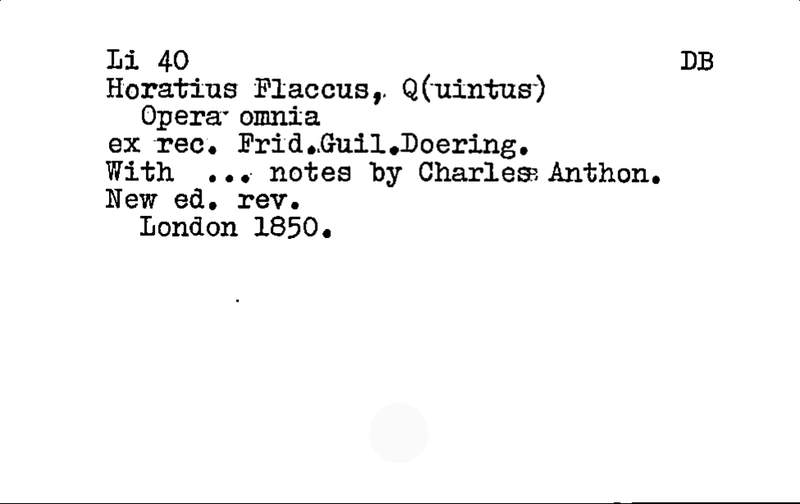 Li 40 DB
Horatius Flaccus, Q(uintus)
Opera omnia
ex rec. Frid.Guil.Doering.
With ... notes by Charles Anthon.
New ed. rev.
London 1850.